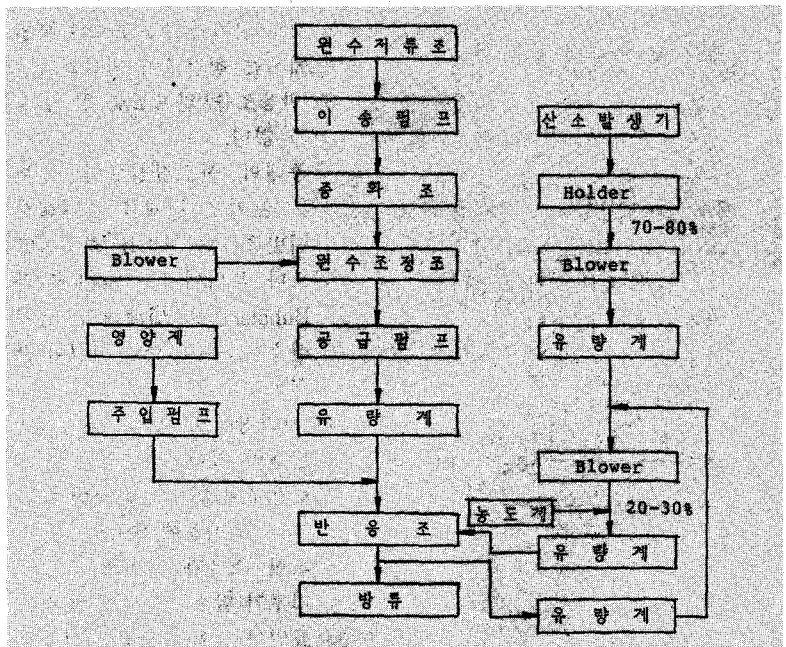 원수저류조
이송펌프
중화조
원수조정조
Blower
공급펌프
영양제
주입펌프
유량계
반응조
방류
산소발생기
Holder
70-80%
Blower
유량계
Blower
20-30%
농도계
유량계
유량계